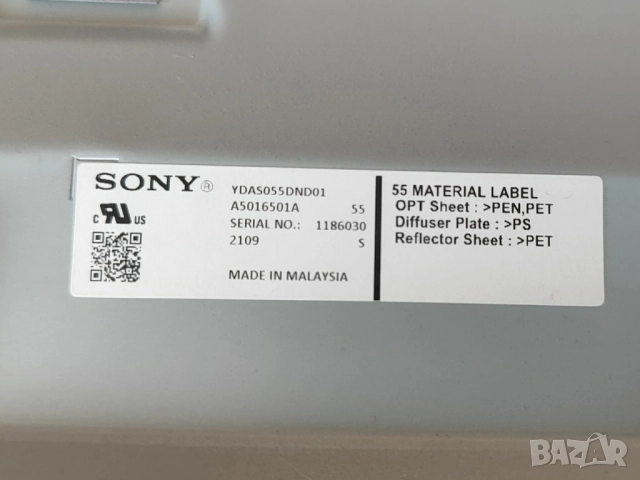 SONY®
c RU US
YDAS055DND01
A5016501A 55
SERIAL NO.: 1186030
2109 S
MADE IN MALAYSIA
55 MATERIAL LABEL
OPT Sheet : >PEN,PET
Diffuser Plate : >PS
Reflector Sheet : >PET
BAZAR